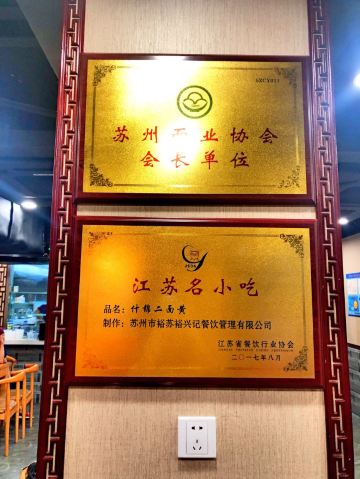 SZCY011
苏州面业协会
会长单位
江苏名小吃
品名：什锦二面黄
制作：苏州市裕苏裕兴记餐饮管理有限公司
江苏省餐饮行业协会
二〇一七年八月